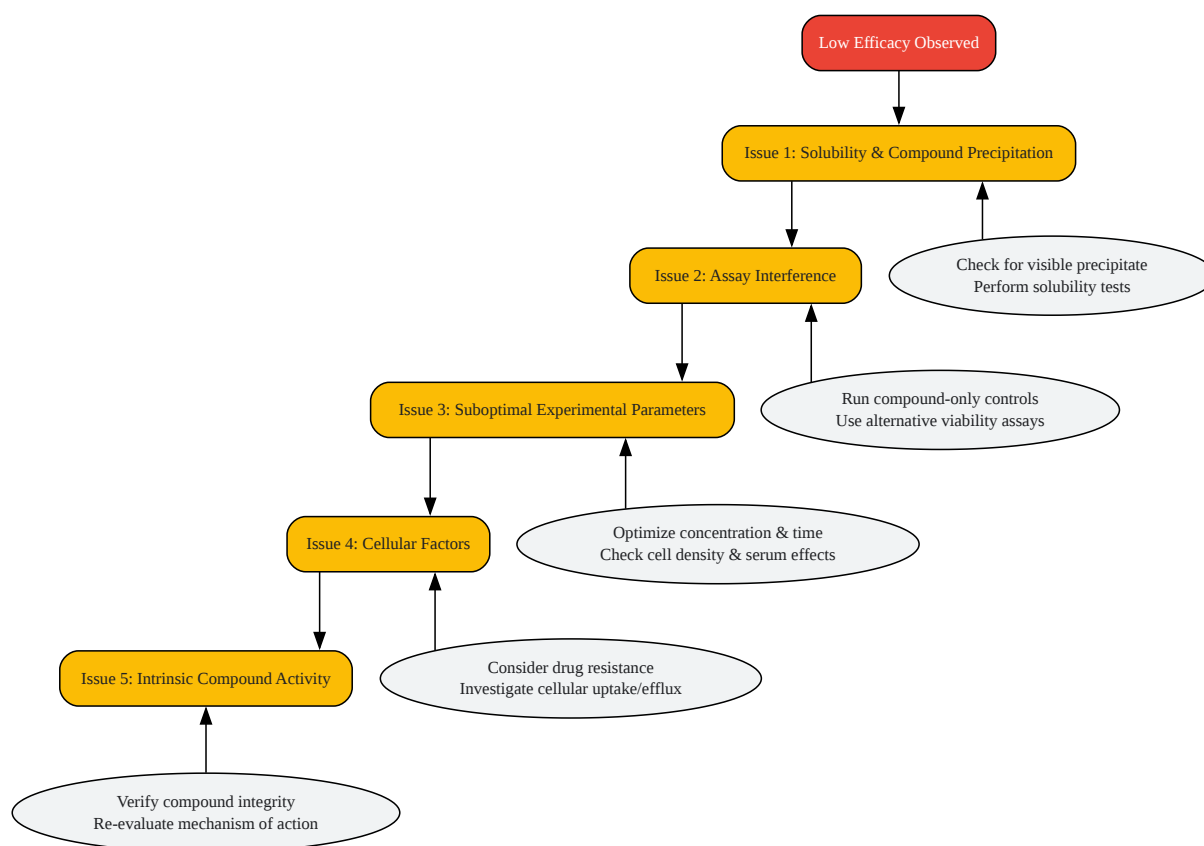 Low Efficacy Observed
Issue 1: Solubility & Compound Precipitation
Check for visible precipitate
Perform solubility tests
Issue 2: Assay Interference
Run compound-only controls
Use alternative viability assays
Issue 3: Suboptimal Experimental Parameters
Optimize concentration & time
Check cell density & serum effects
Issue 4: Cellular Factors
Consider drug resistance
Investigate cellular uptake/efflux
Issue 5: Intrinsic Compound Activity
Verify compound integrity
Re-evaluate mechanism of action